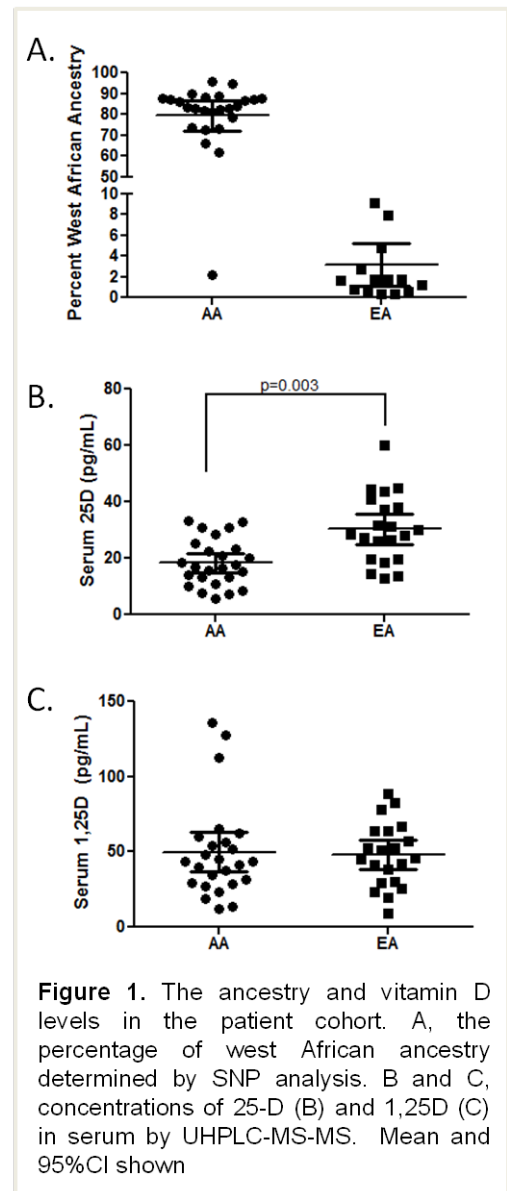 A.
Percent West African Ancestry
100
90
80
70
60
50
10
8
6
4
2
0
AA EA
B.
p=0.003
Serum 25D (pg/mL)
80
60
40
20
0
AA EA
C.
Serum 1,25D (pg/mL)
150
100
50
0
AA EA
Figure 1. The ancestry and vitamin D
levels in the patient cohort. A, the
percentage of west African ancestry
determined by SNP analysis. B and C,
concentrations of 25-D (B) and 1,25D (C)
in serum by UHPLC-MS-MS. Mean and
95%CI shown